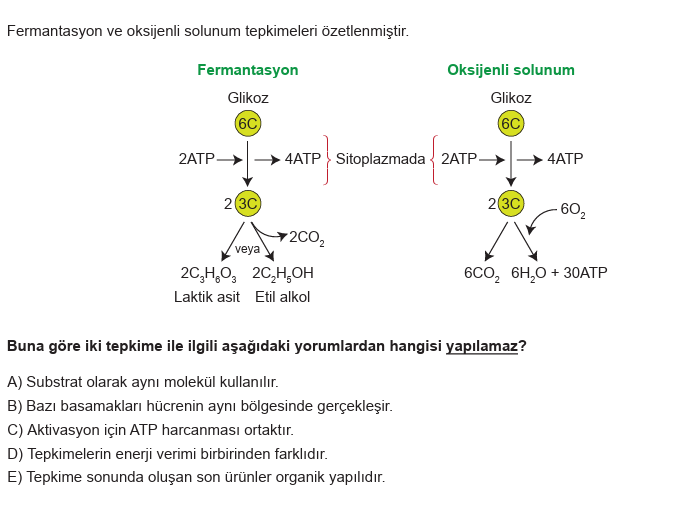 Fermantasyon ve oksijenli solunum tepkimeleri özetlenmiştir.
Fermantasyon Oksijenli solunum
Glikoz Glikoz
6C 6C
2ATP 4ATP Sitoplazmada 2ATP 4ATP
2 3C 2 3C
6O₂
2CO₂
veya
2C₃H₆O₃ 2C₂H₅OH 6CO₂ 6H₂O + 30ATP
Laktik asit Etil alkol
Buna göre iki tepkime ile ilgili aşağıdaki yorumlardan hangisi yapılamaz?
A) Substrat olarak aynı molekül kullanılır.
B) Bazı basamakları hücrenin aynı bölgesinde gerçekleşir.
C) Aktivasyon için ATP harcanması ortaktır.
D) Tepkimelerin enerji verimi birbirinden farklıdır.
E) Tepkime sonunda oluşan son ürünler organik yapılıdır.